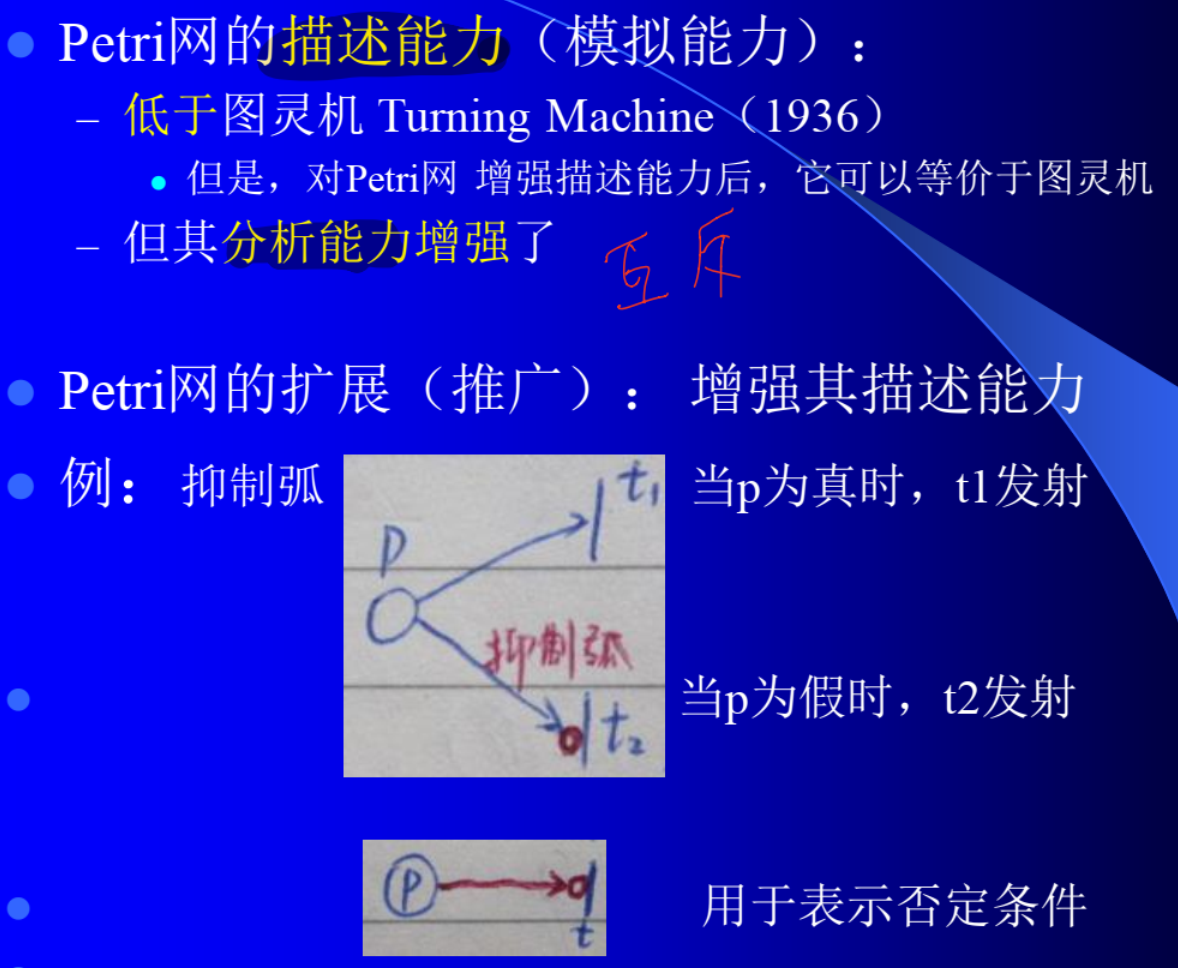 Petri网的描述能力（模拟能力）：
– 低于图灵机 Turning Machine（1936）
但是，对Petri网 增强描述能力后，它可以等价于图灵机
– 但其分析能力增强了
互斥
Petri网的扩展（推广）： 增强其描述能力
例： 抑制弧
t1
当p为真时，t1发射
P
抑制弧
t2
当p为假时，t2发射
P
t
用于表示否定条件